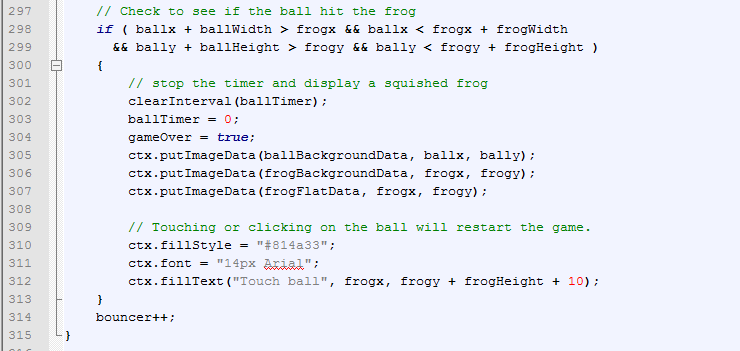 297 // Check to see if the ball hit the frog
298 if ( ballx + ballWidth > frogx && ballx < frogx + frogWidth
299 && bally + ballHeight > frogy && bally < frogy + frogHeight )
300 {
301 // stop the timer and display a squished frog
302 clearInterval(ballTimer);
303 ballTimer = 0;
304 gameOver = true;
305 ctx.putImageData(ballBackgroundData, ballx, bally);
306 ctx.putImageData(frogBackgroundData, frogx, frogy);
307 ctx.putImageData(frogFlatData, frogx, frogy);
308
309 // Touching or clicking on the ball will restart the game.
310 ctx.fillStyle = "#814a33";
311 ctx.font = "14px Arial";
312 ctx.fillText("Touch ball", frogx, frogy + frogHeight + 10);
313 }
314 bouncer++;
315 }